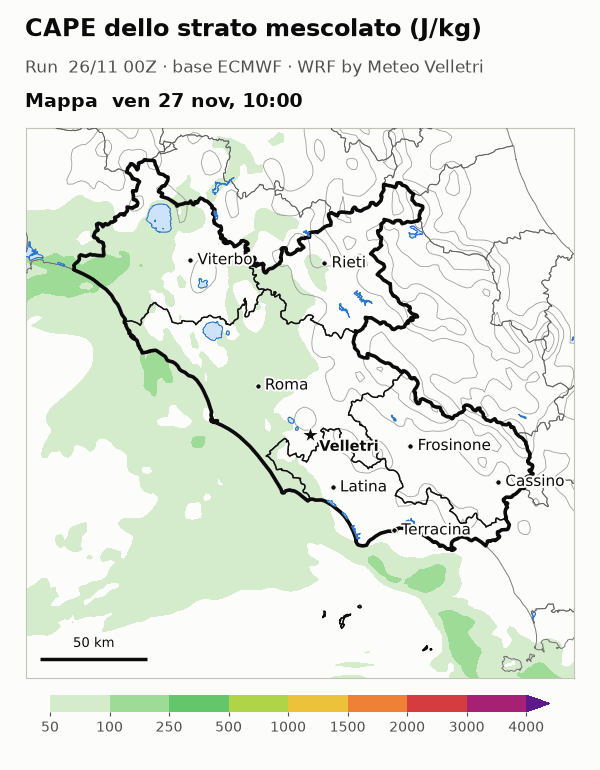 CAPE dello strato mescolato (J/kg)
Run  26/11 00Z · base ECMWF · WRF by Meteo Velletri
Mappa  ven 27 nov, 10:00
Viterbo
Rieti
Roma
Velletri
Frosinone
Cassino
Latina
Terracina
50 km
50 100 250 500 1000 1500 2000 3000 4000